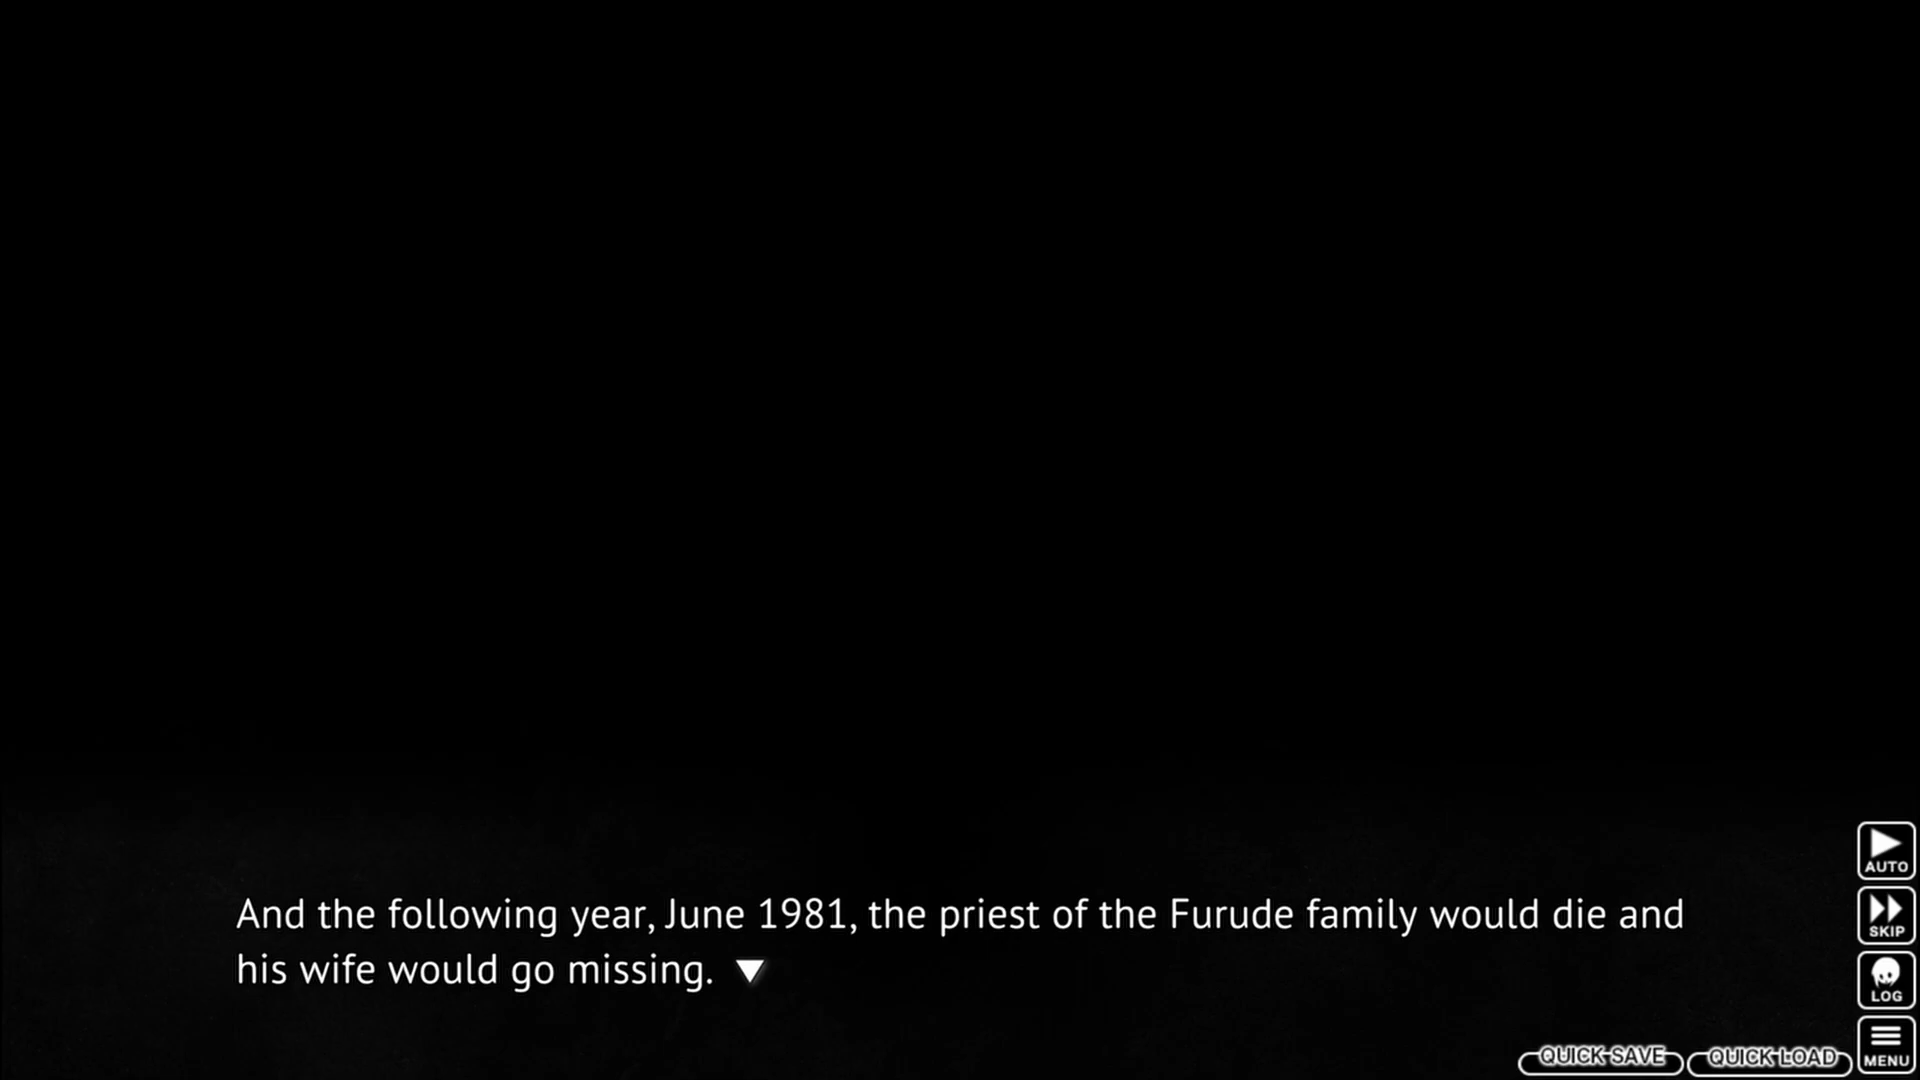 And the following year, June 1981, the priest of the Furude family would die and
his wife would go missing.
AUTO
SKIP
LOG
MENU
QUICK SAVE
QUICK LOAD